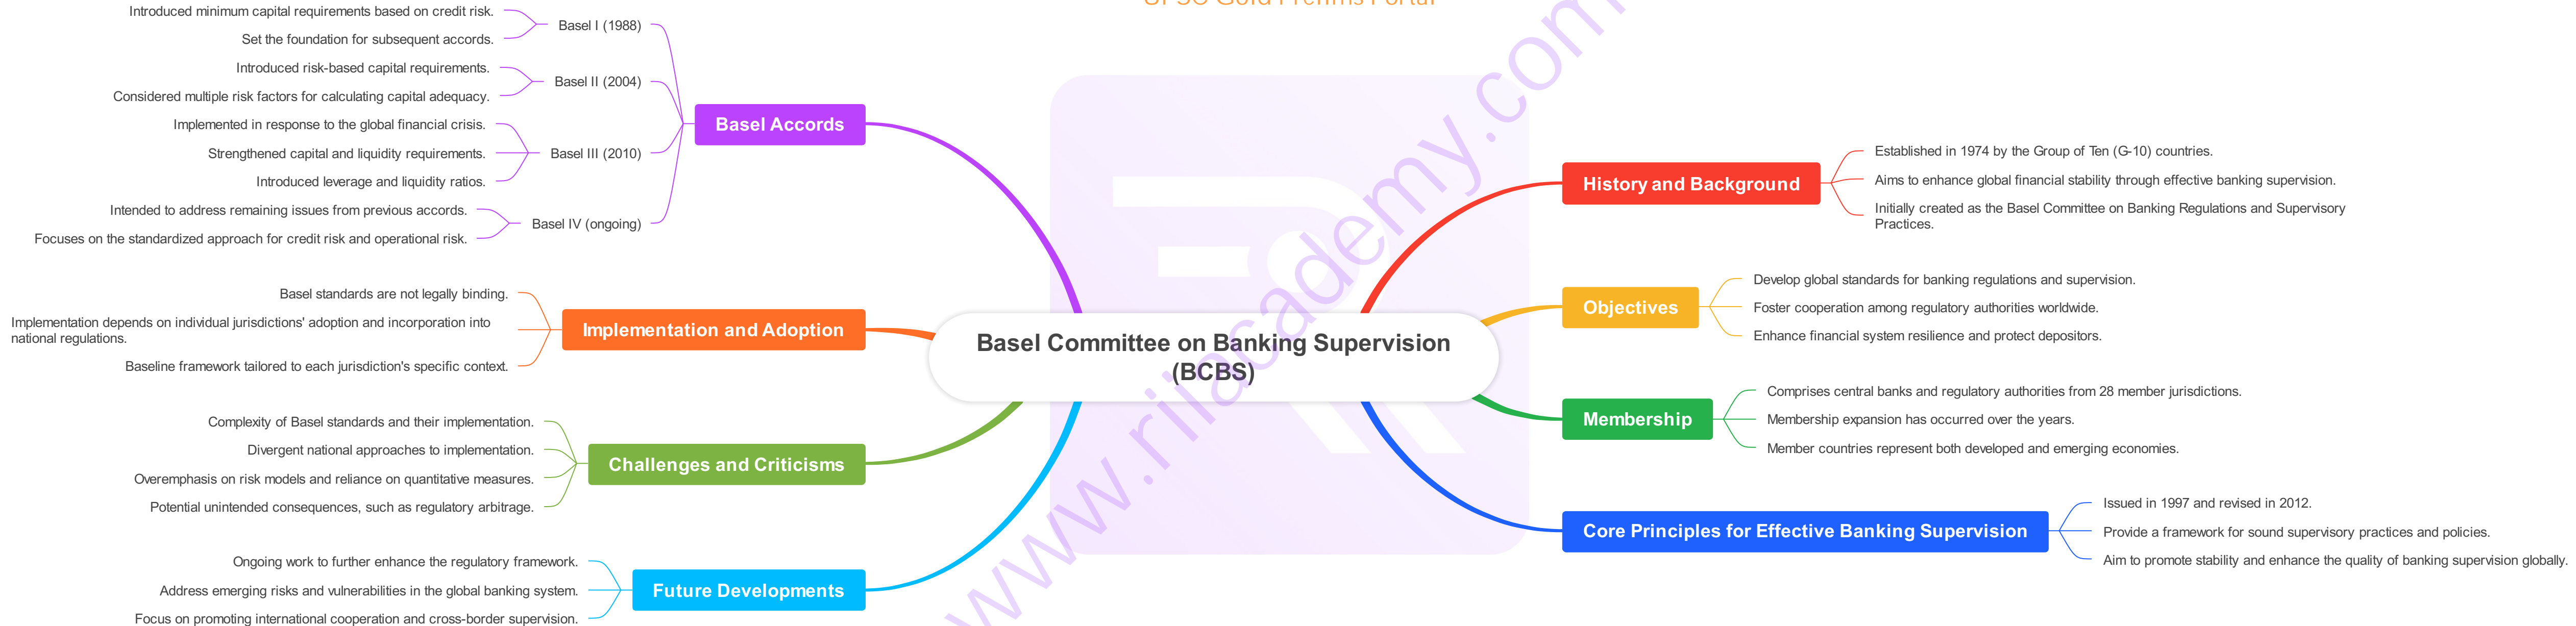 UPSC Gold Prelims Portal
Introduced minimum capital requirements based on credit risk.
Set the foundation for subsequent accords.
Basel I (1988)
Introduced risk-based capital requirements.
Considered multiple risk factors for calculating capital adequacy.
Basel II (2004)
Implemented in response to the global financial crisis.
Strengthened capital and liquidity requirements.
Introduced leverage and liquidity ratios.
Basel III (2010)
Intended to address remaining issues from previous accords.
Focuses on the standardized approach for credit risk and operational risk.
Basel IV (ongoing)
Basel Accords
Basel standards are not legally binding.
Implementation depends on individual jurisdictions' adoption and incorporation into
national regulations.
Baseline framework tailored to each jurisdiction's specific context.
Implementation and Adoption
Complexity of Basel standards and their implementation.
Divergent national approaches to implementation.
Overemphasis on risk models and reliance on quantitative measures.
Potential unintended consequences, such as regulatory arbitrage.
Challenges and Criticisms
Ongoing work to further enhance the regulatory framework.
Address emerging risks and vulnerabilities in the global banking system.
Focus on promoting international cooperation and cross-border supervision.
Future Developments
Basel Committee on Banking Supervision
(BCBS)
www.riiacademy.com
History and Background
Established in 1974 by the Group of Ten (G-10) countries.
Aims to enhance global financial stability through effective banking supervision.
Initially created as the Basel Committee on Banking Regulations and Supervisory
Practices.
Objectives
Develop global standards for banking regulations and supervision.
Foster cooperation among regulatory authorities worldwide.
Enhance financial system resilience and protect depositors.
Membership
Comprises central banks and regulatory authorities from 28 member jurisdictions.
Membership expansion has occurred over the years.
Member countries represent both developed and emerging economies.
Core Principles for Effective Banking Supervision
Issued in 1997 and revised in 2012.
Provide a framework for sound supervisory practices and policies.
Aim to promote stability and enhance the quality of banking supervision globally.